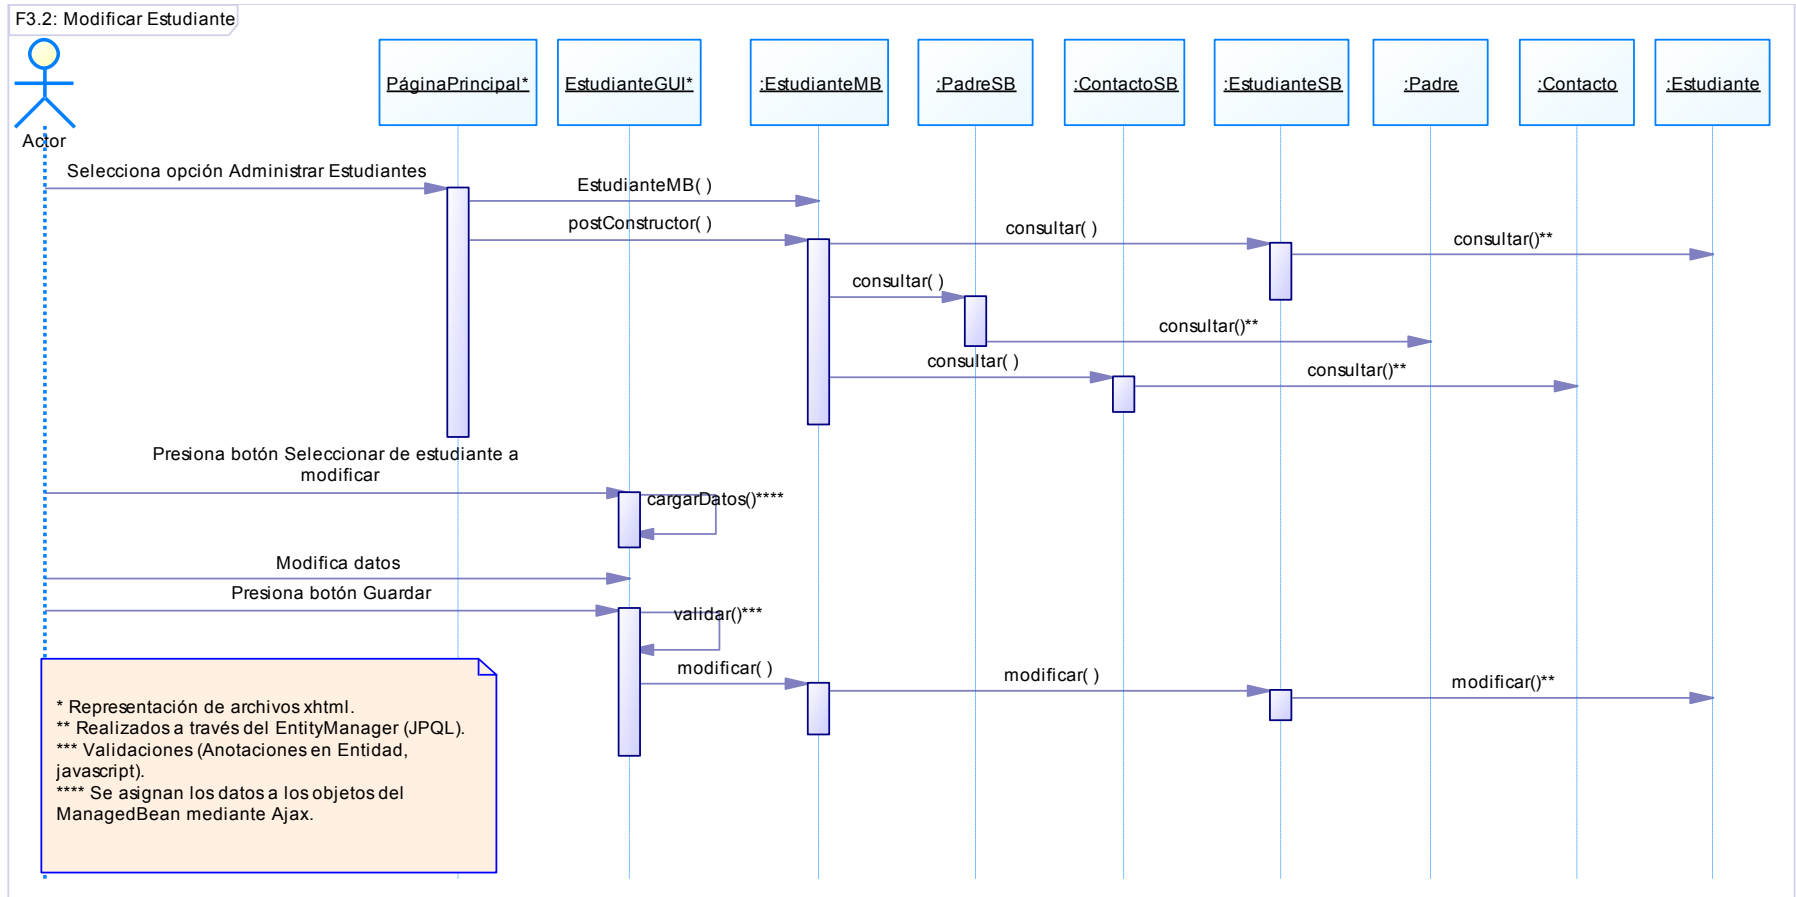 F3.2: Modificar Estudiante
Actor
PáginaPrincipal*
EstudianteGUI*
:EstudianteMB
:PadreSB
:ContactoSB
:EstudianteSB
:Padre
:Contacto
:Estudiante
Selecciona opción Administrar Estudiantes
EstudianteMB( )
postConstructor( )
consultar( )
consultar()**
consultar( )
consultar()**
consultar( )
consultar()**
Presiona botón Seleccionar de estudiante a
modificar
cargarDatos()****
Modifica datos
Presiona botón Guardar
validar()***
modificar( )
modificar( )
modificar()**
* Representación de archivos xhtml.
** Realizados a través del EntityManager (JPQL).
*** Validaciones (Anotaciones en Entidad,
javascript).
**** Se asignan los datos a los objetos del
ManagedBean mediante Ajax.